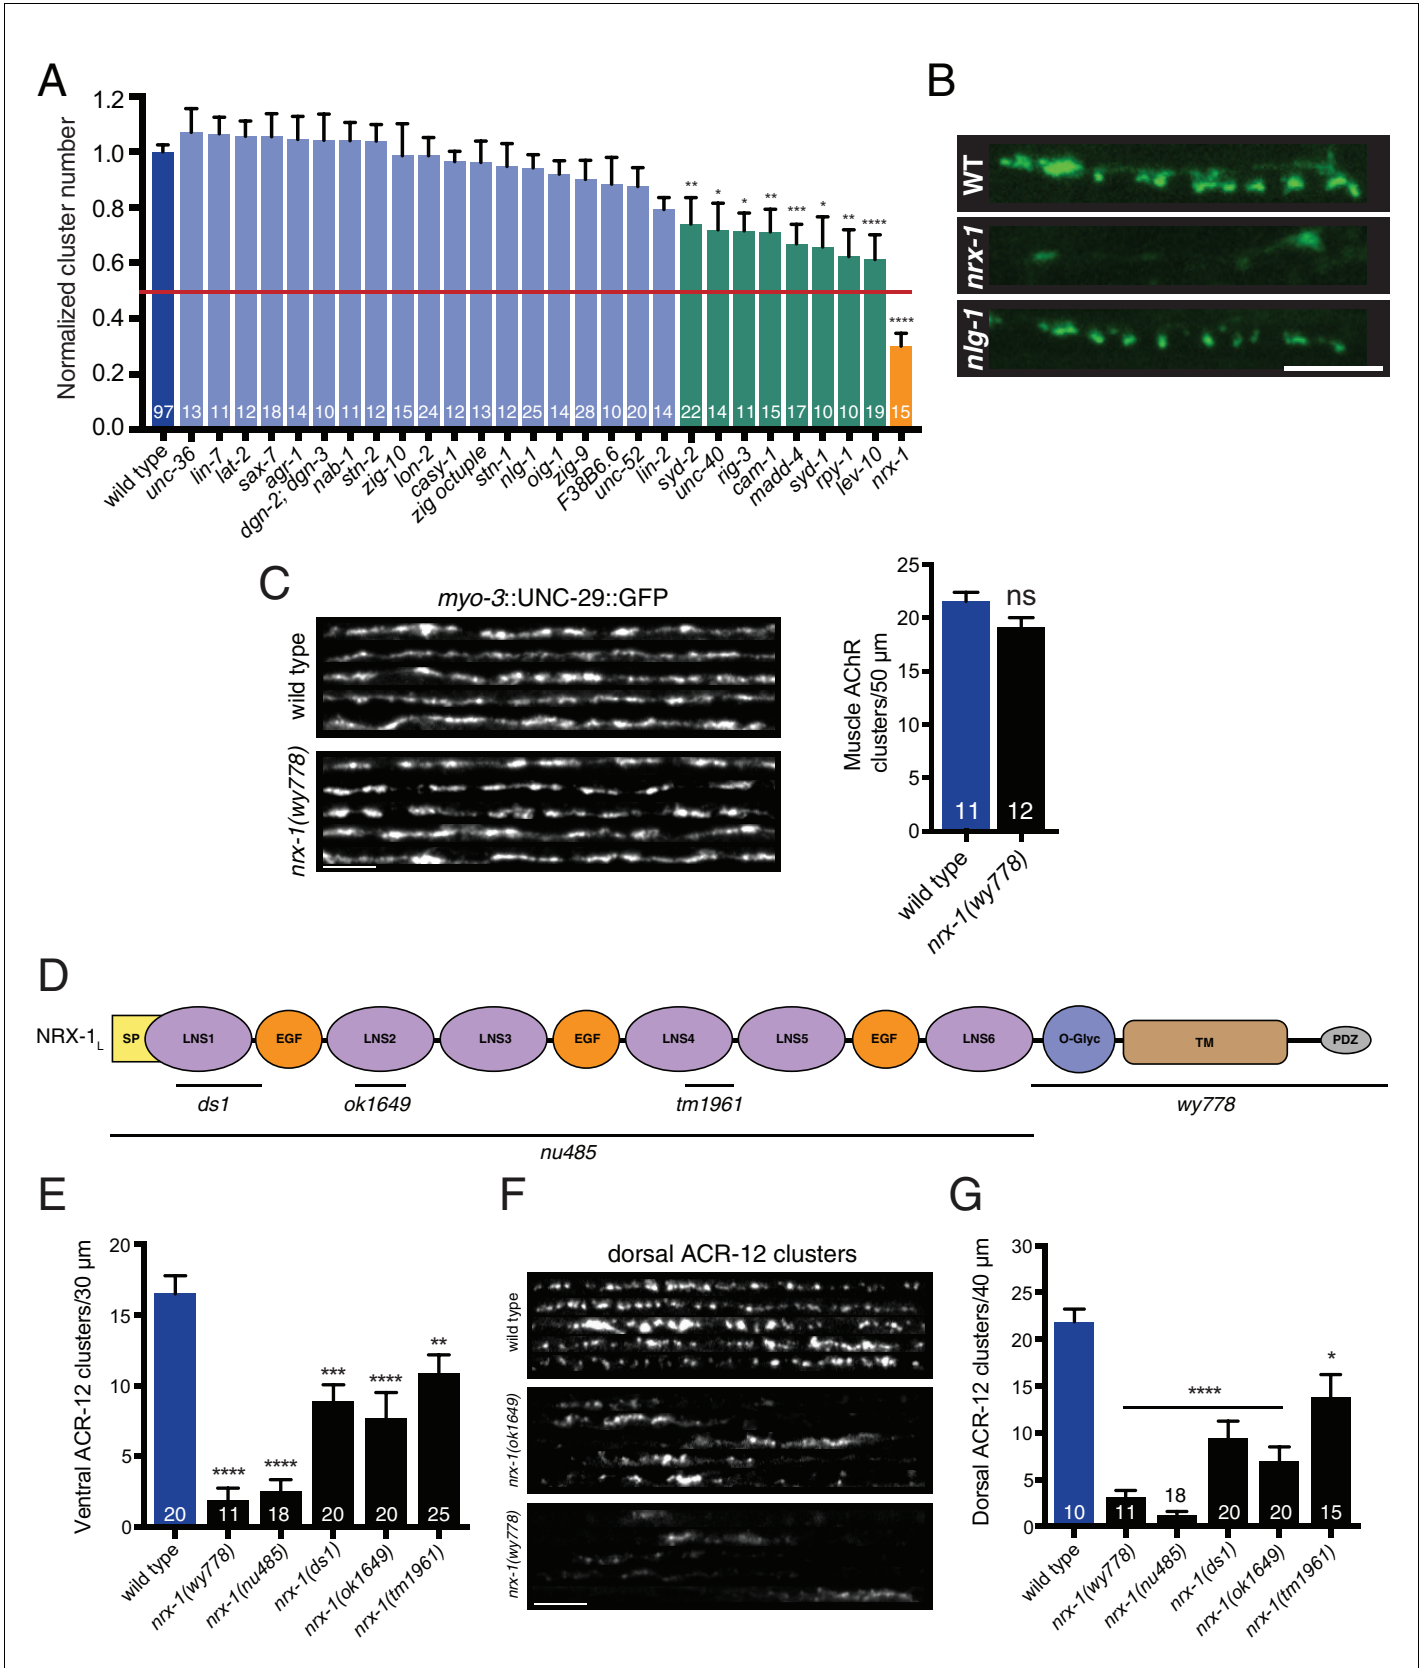 A
Normalized cluster number
1.2
1.0
0.8
0.6
0.4
0.2
0.0
** * * ** *** * ** **** ****
97 13 11 12 18 14 10 11 12 15 24 12 13 12 25 14 28 10 20 14 22 14 11 15 17 10 10 19 15
wild type
unc-36
lin-7
lat-2
sax-7
agr-1
dgn-2; dgn-3
nab-1
stn-2
zig-10
lon-2
casy-1
zig octuple
stn-1
nlg-1
oig-1
zig-9
F38B6.6
unc-52
lin-2
syd-2
unc-40
rig-3
cam-1
madd-4
syd-1
rpy-1
lev-10
nrx-1
B
WT
nrx-1
nlg-1
C
myo-3::UNC-29::GFP
wild type
nrx-1(wy778)
Muscle AChR
clusters/50 µm
25
20
15
10
5
0
ns
11 12
wild type
nrx-1(wy778)
D
NRX-1L
SP LNS1 EGF LNS2 LNS3 EGF LNS4 LNS5 EGF LNS6 O-Glyc TM PDZ
ds1 ok1649 tm1961 wy778
nu485
E
Ventral ACR-12 clusters/30 µm
20
15
10
5
0
**** **** *** **** **
20 11 18 20 20 25
wild type
nrx-1(wy778)
nrx-1(nu485)
nrx-1(ds1)
nrx-1(ok1649)
nrx-1(tm1961)
F
dorsal ACR-12 clusters
wild type
nrx-1(ok1649)
nrx-1(wy778)
G
Dorsal ACR-12 clusters/40 µm
30
25
20
15
10
5
0
**** *
10 11 18 20 20 15
wild type
nrx-1(wy778)
nrx-1(nu485)
nrx-1(ds1)
nrx-1(ok1649)
nrx-1(tm1961)